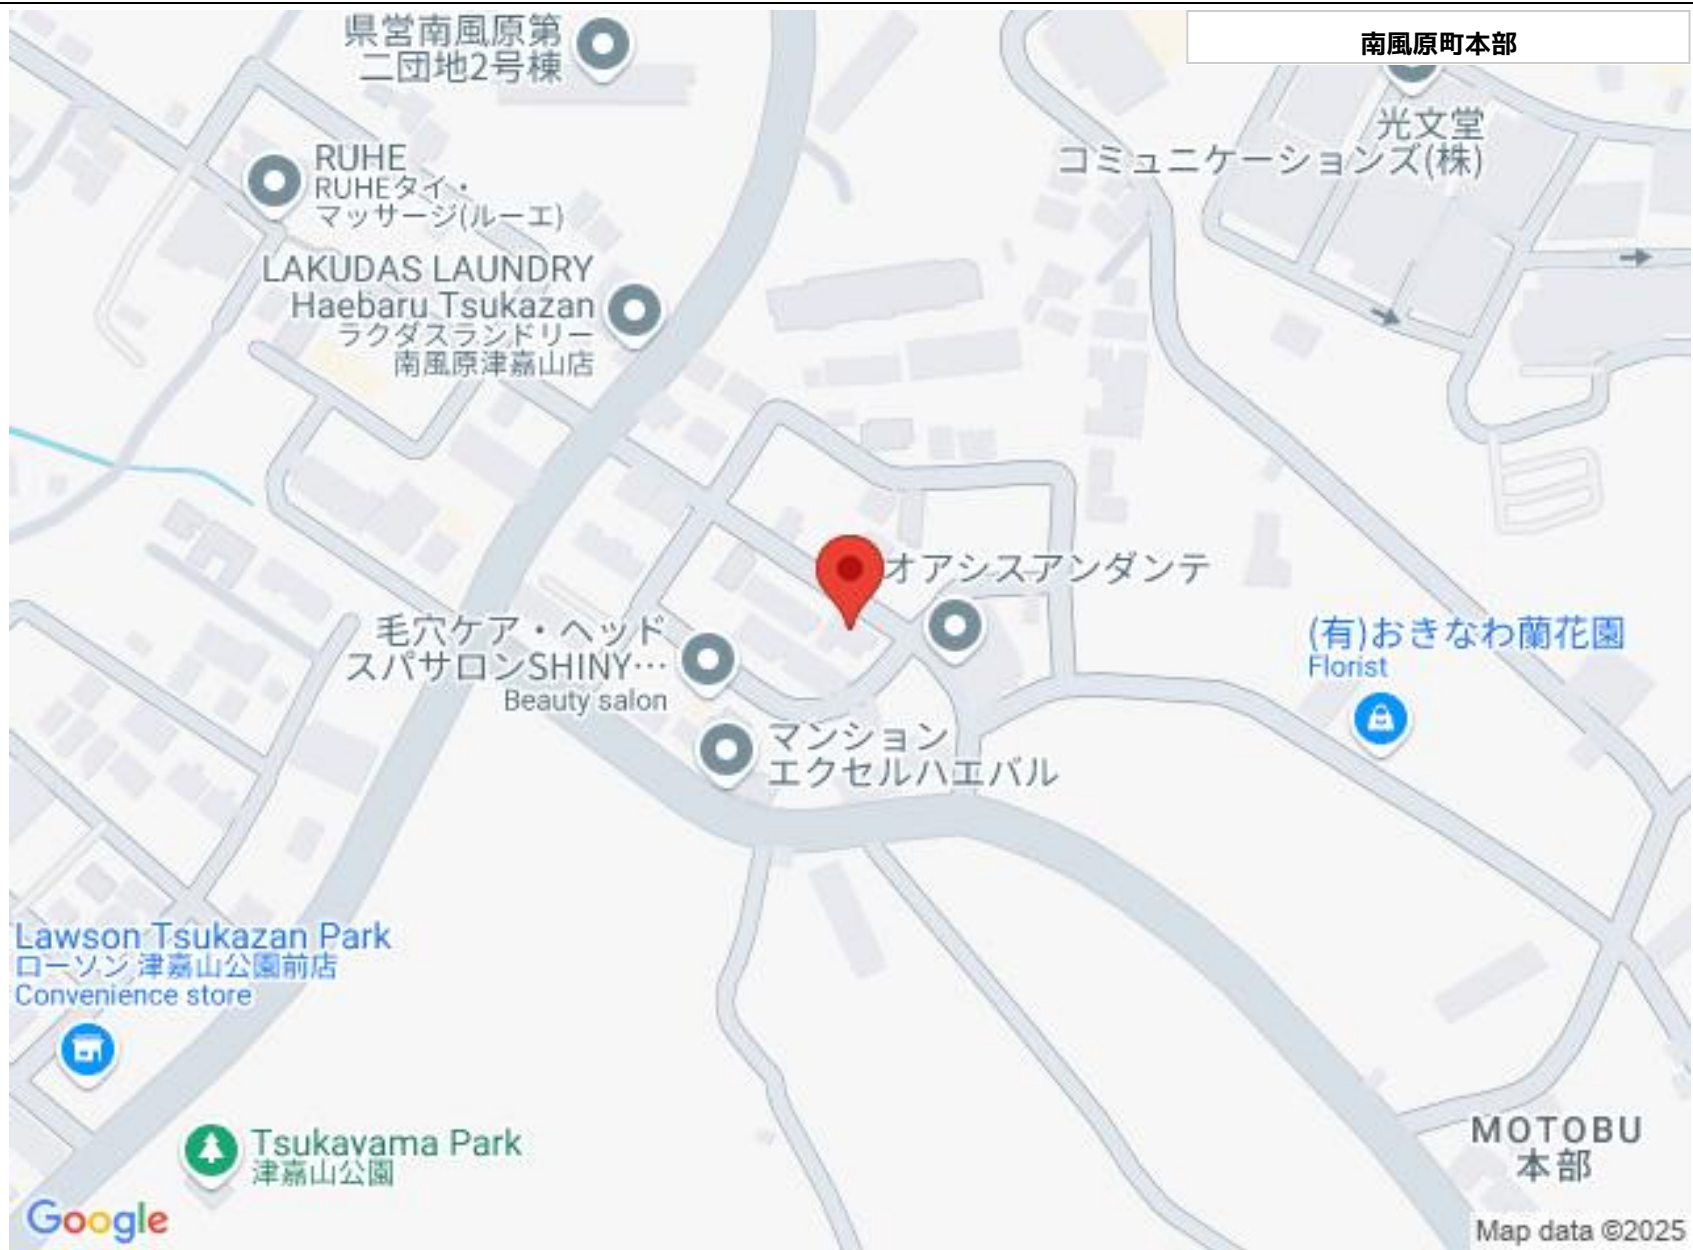 県営南風原第
二団地2号棟
南風原町本部
光文堂
コミュニケーションズ(株)
RUHE
RUHEタイ・
マッサージ(ルーエ)
LAKUDAS LAUNDRY
Haebaru Tsukazan
ラクダスランドリー
南風原津嘉山店
オアシスアンダンテ
毛穴ケア・ヘッド
スパサロンSHINY…
Beauty salon
(有)おきなわ蘭花園
Florist
マンション
エクセルハエバル
Lawson Tsukazan Park
ローソン 津嘉山公園前店
Convenience store
Tsukayama Park
津嘉山公園
MOTOBU
本部
Google
Map data ©2025